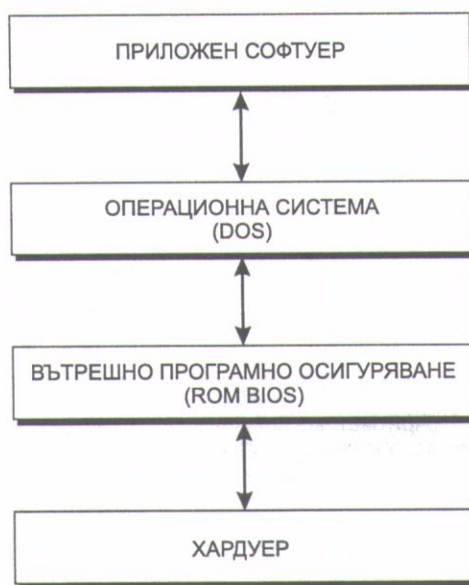 ПРИЛОЖЕН СОФТУЕР
ОПЕРАЦИОННА СИСТЕМА
(DOS)
ВЪТРЕШНО ПРОГРАМНО ОСИГУРЯВАНЕ
(ROM BIOS)
ХАРДУЕР